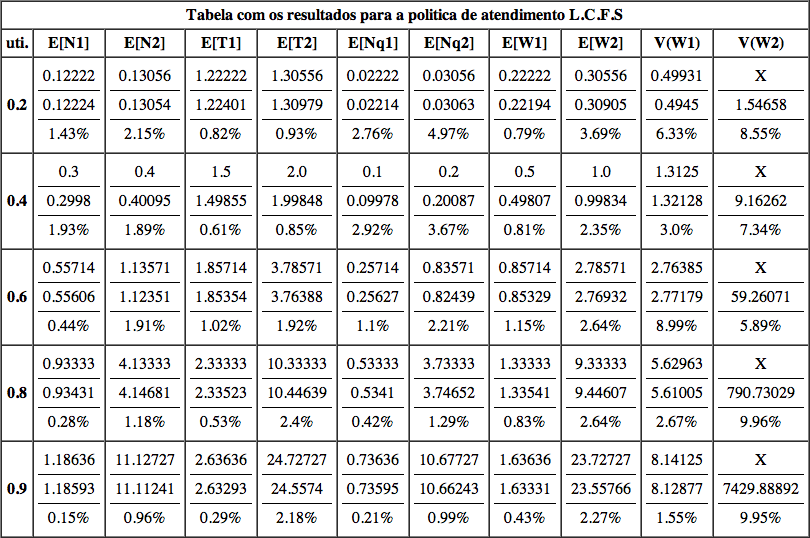 Tabela com os resultados para a politica de atendimento L.C.F.S
uti. E[N1] E[N2] E[T1] E[T2] E[Nq1] E[Nq2] E[W1] E[W2] V(W1) V(W2)
0.12222 0.13056 1.22222 1.30556 0.02222 0.03056 0.22222 0.30556 0.49931 X
0.2 0.12224 0.13054 1.22401 1.30979 0.02214 0.03063 0.22194 0.30905 0.4945 1.54658
1.43% 2.15% 0.82% 0.93% 2.76% 4.97% 0.79% 3.69% 6.33% 8.55%
0.3 0.4 1.5 2.0 0.1 0.2 0.5 1.0 1.3125 X
0.4 0.2998 0.40095 1.49855 1.99848 0.09978 0.20087 0.49807 0.99834 1.32128 9.16262
1.93% 1.89% 0.61% 0.85% 2.92% 3.67% 0.81% 2.35% 3.0% 7.34%
0.55714 1.13571 1.85714 3.78571 0.25714 0.83571 0.85714 2.78571 2.76385 X
0.6 0.55606 1.12351 1.85354 3.76388 0.25627 0.82439 0.85329 2.76932 2.77179 59.26071
0.44% 1.91% 1.02% 1.92% 1.1% 2.21% 1.15% 2.64% 8.99% 5.89%
0.93333 4.13333 2.33333 10.33333 0.53333 3.73333 1.33333 9.33333 5.62963 X
0.8 0.93431 4.14681 2.33523 10.44639 0.5341 3.74652 1.33541 9.44607 5.61005 790.73029
0.28% 1.18% 0.53% 2.4% 0.42% 1.29% 0.83% 2.64% 2.67% 9.96%
1.18636 11.12727 2.63636 24.72727 0.73636 10.67727 1.63636 23.72727 8.14125 X
0.9 1.18593 11.11241 2.63293 24.5574 0.73595 10.66243 1.63331 23.55766 8.12877 7429.88892
0.15% 0.96% 0.29% 2.18% 0.21% 0.99% 0.43% 2.27% 1.55% 9.95%